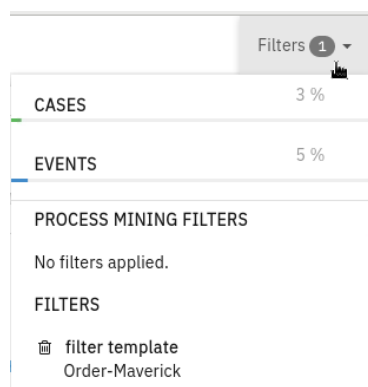 Filters 1
CASES 3 %
EVENTS 5 %
PROCESS MINING FILTERS
No filters applied.
FILTERS
filter template
Order-Maverick